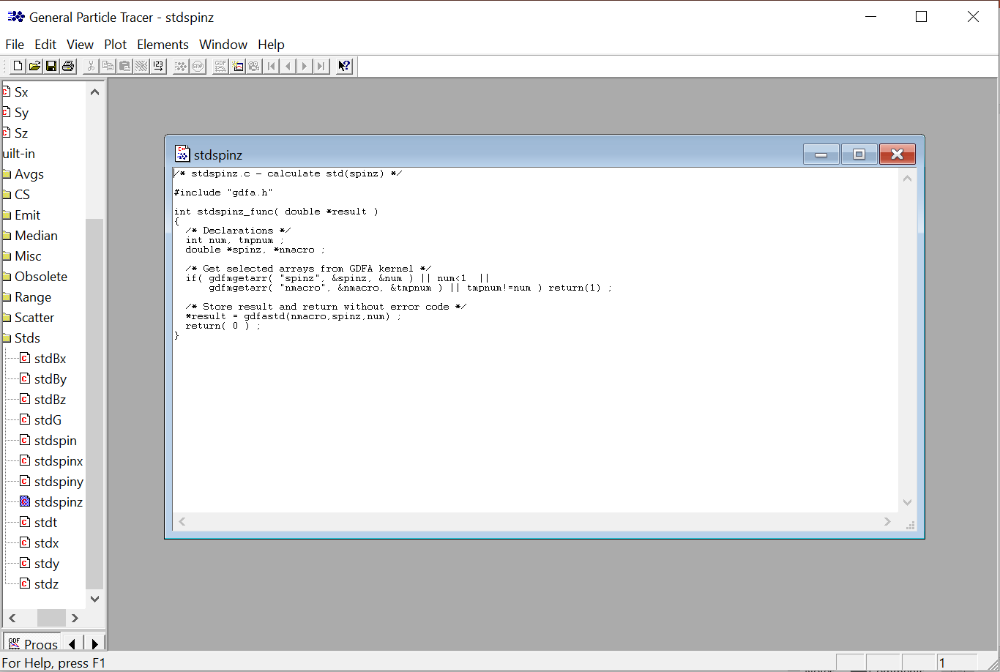 General Particle Tracer - stdspinz
File Edit View Plot Elements Window Help
Sx
Sy
Sz
uilt-in
Avgs
CS
Emit
Median
Misc
Obsolete
Range
Scatter
Stds
stdBx
stdBy
stdBz
stdG
stdspin
stdspinx
stdspiny
stdspinz
stdt
stdx
stdy
stdz
Progs
stdspinz
/* stdspinz.c - calculate std(spinz) */
#include "gdfa.h"
int stdspinz_func( double *result )
{
/* Declarations */
int num, tmpnum ;
double *spinz, *nmacro ;
/* Get selected arrays from GDFA kernel */
if( gdfmgetarr( "spinz", &spinz, &num ) || num<1 ||
gdfmgetarr( "nmacro", &nmacro, &tmpnum ) || tmpnum!=num ) return(1) ;
/* Store result and return without error code */
*result = gdfastd(nmacro,spinz,num) ;
return( 0 ) ;
}
For Help, press F1
1